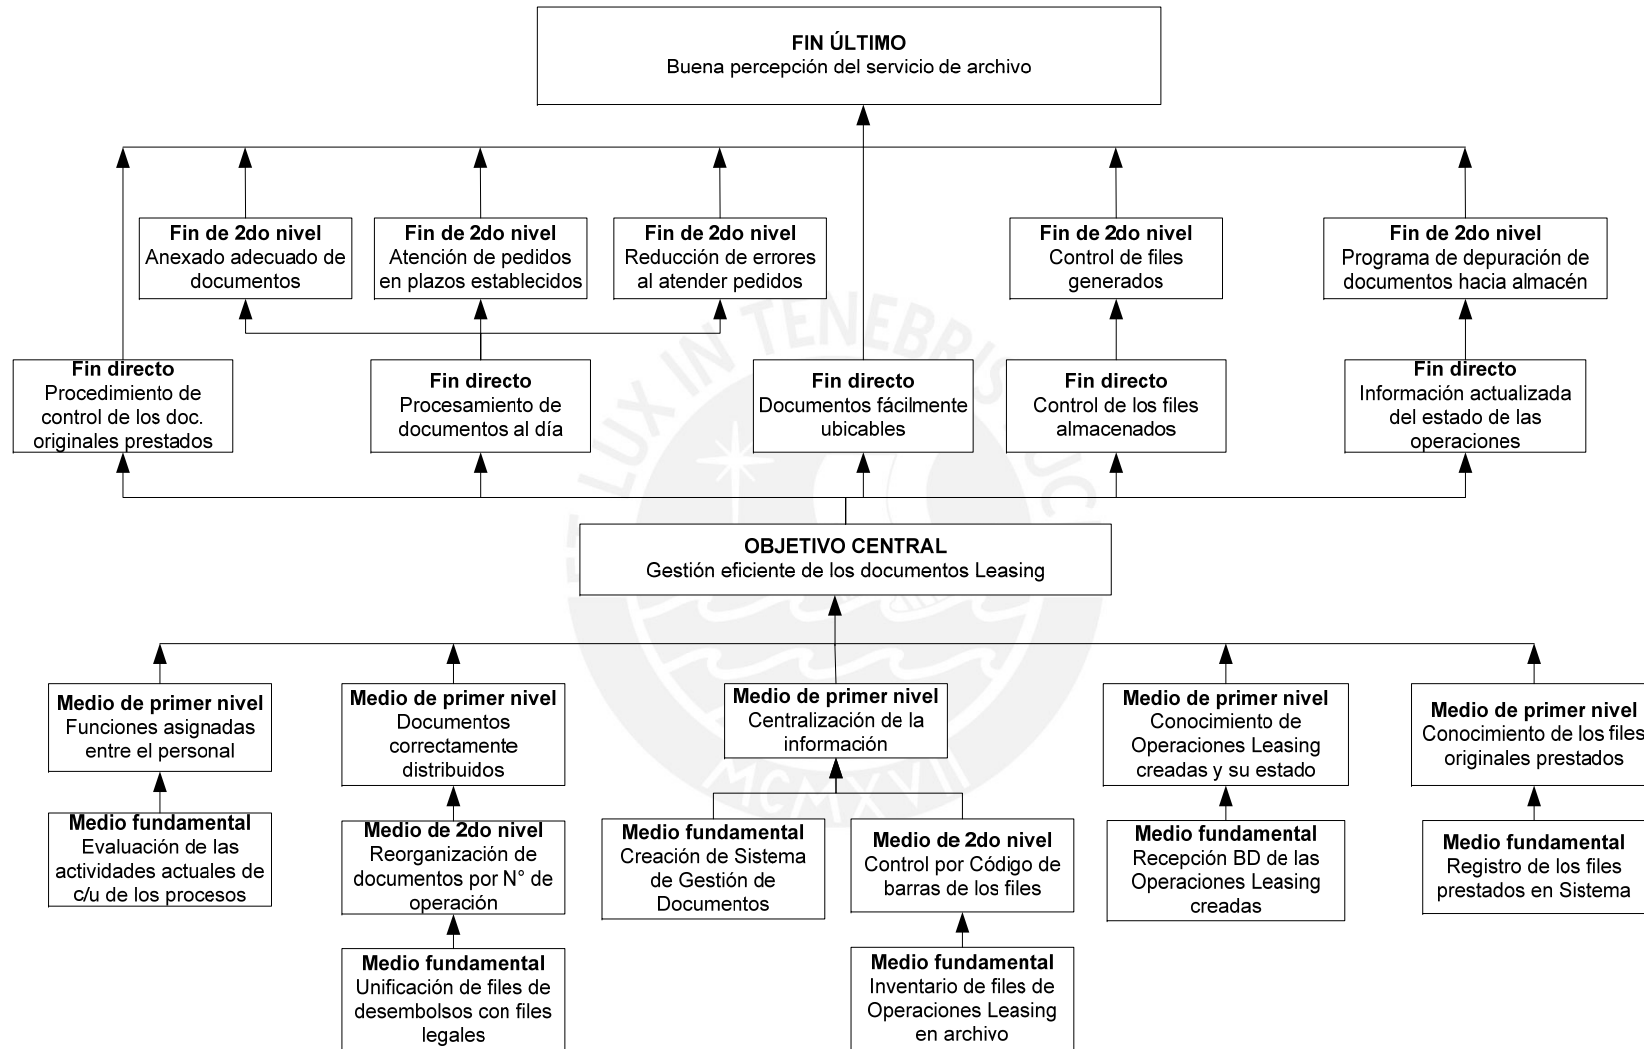 FIN ÚLTIMO
Buena percepción del servicio de archivo
Fin de 2do nivel
Anexado adecuado de
documentos
Fin de 2do nivel
Atención de pedidos
en plazos establecidos
Fin de 2do nivel
Reducción de errores
al atender pedidos
Fin de 2do nivel
Control de files
generados
Fin de 2do nivel
Programa de depuración de
documentos hacia almacén
Fin directo
Procedimiento de
control de los doc.
originales prestados
Fin directo
Procesamiento de
documentos al día
Fin directo
Documentos fácilmente
ubicables
Fin directo
Control de los files
almacenados
Fin directo
Información actualizada
del estado de las
operaciones
OBJETIVO CENTRAL
Gestión eficiente de los documentos Leasing
Medio de primer nivel
Funciones asignadas
entre el personal
Medio de primer nivel
Documentos
correctamente
distribuidos
Medio de primer nivel
Centralización de la
información
Medio de primer nivel
Conocimiento de
Operaciones Leasing
creadas y su estado
Medio de primer nivel
Conocimiento de los files
originales prestados
Medio fundamental
Evaluación de las
actividades actuales de
c/u de los procesos
Medio de 2do nivel
Reorganización de
documentos por N° de
operación
Medio fundamental
Creación de Sistema
de Gestión de
Documentos
Medio de 2do nivel
Control por Código de
barras de los files
Medio fundamental
Recepción BD de las
Operaciones Leasing
creadas
Medio fundamental
Registro de los files
prestados en Sistema
Medio fundamental
Unificación de files de
desembolsos con files
legales
Medio fundamental
Inventario de files de
Operaciones Leasing
en archivo
LUX IN TENEBRIS
MCMXVII